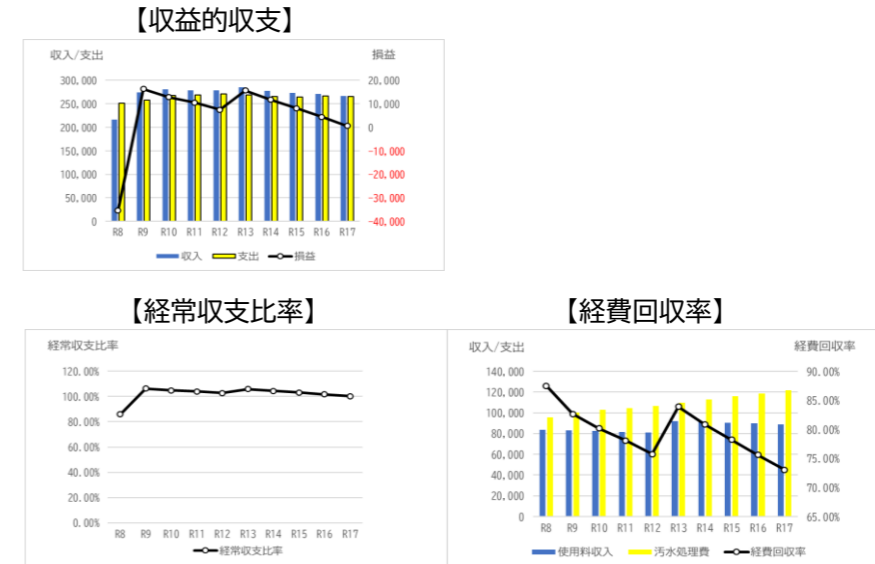 【収益的収支】
収入/支出 損益
300,000 20,000
250,000 10,000
200,000 0
150,000 -10,000
100,000 -20,000
50,000 -30,000
0 -40,000
R8 R9 R10 R11 R12 R13 R14 R15 R16 R17
収入 支出 損益
【経常収支比率】
経常収支比率
120.00%
100.00%
80.00%
60.00%
40.00%
20.00%
0.00%
R8 R9 R10 R11 R12 R13 R14 R15 R16 R17
経常収支比率
【経費回収率】
収入/支出 経費回収率
140,000 90.00%
120,000 85.00%
100,000 80.00%
80,000 75.00%
60,000 70.00%
40,000 65.00%
20,000
0
R8 R9 R10 R11 R12 R13 R14 R15 R16 R17
使用料収入 汚水処理費 経費回収率